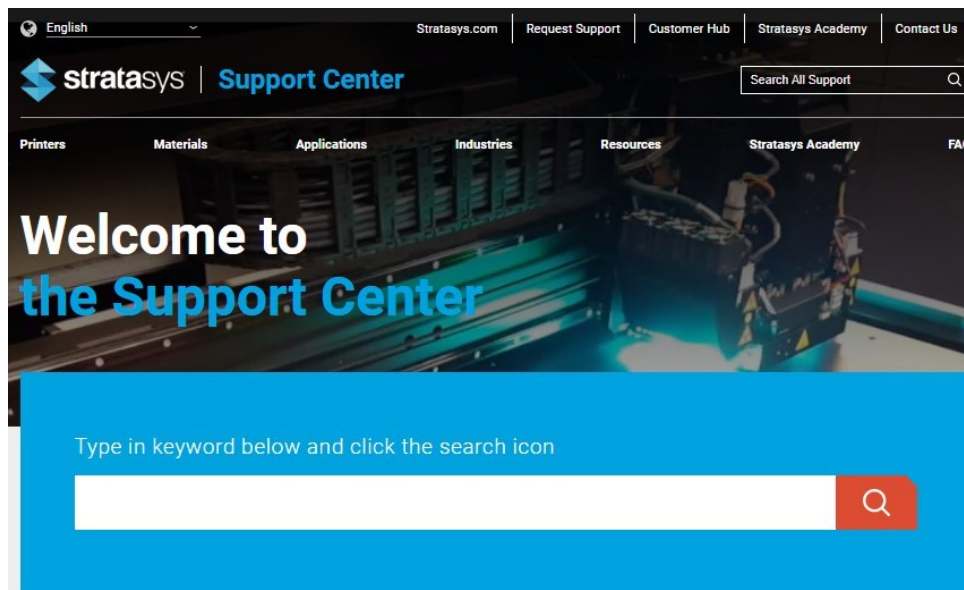 English
Stratasys.com Request Support Customer Hub Stratasys Academy Contact Us
stratasys Support Center
Search All Support
Printers Materials Applications Industries Resources Stratasys Academy FA
Welcome to
the Support Center
Type in keyword below and click the search icon